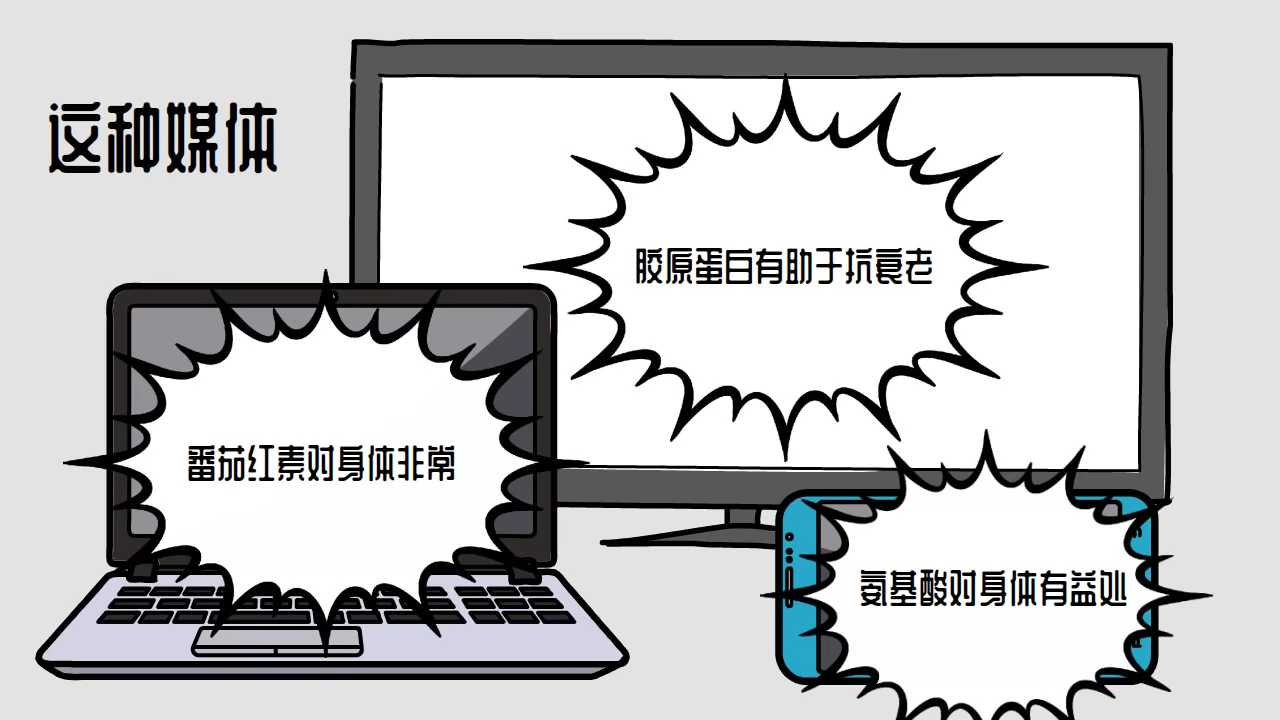 这种媒体
胶原蛋白有助于抗衰老
番茄红素对身体非常
氨基酸对身体有益处